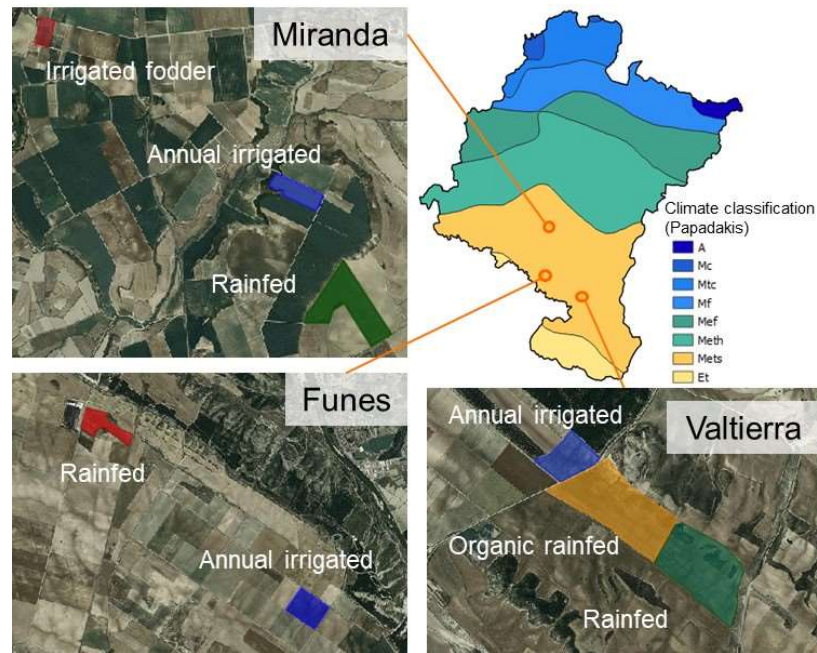 Miranda
Irrigated fodder
Annual irrigated
Rainfed
Climate classification
(Papadakis)
A
Mc
Mtc
Mf
Mef
Meth
Mets
Et
Funes
Rainfed
Annual irrigated
Valtierra
Annual irrigated
Organic rainfed
Rainfed